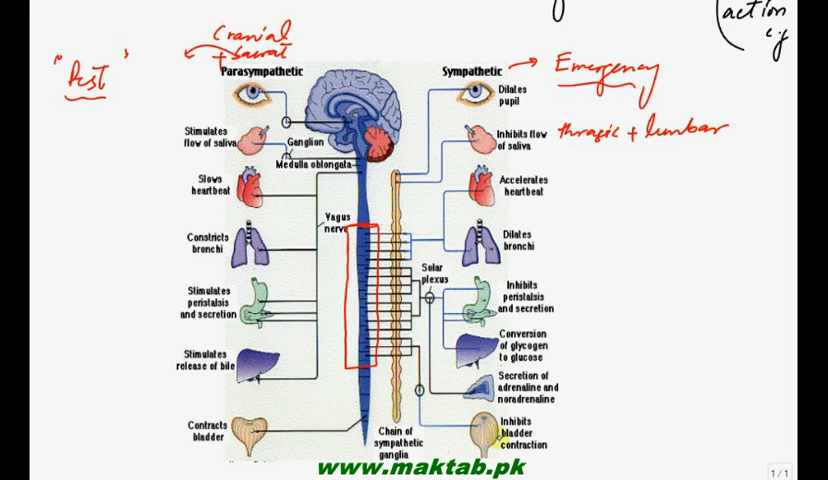 action
Cranial
+ sacral
"Rest"
Parasympathetic
Sympathetic
Emergency
thragic + lumbar
Dilates
pupil
Stimulates
flow of saliva
Ganglion
Medulla oblongata
Inhibits flow
of saliva
Slows
heartbeat
Accelerates
heartbeat
Vagus
nerve
Constricts
bronchi
Dilates
bronchi
Solar
plexus
Stimulates
peristalsis
and secretion
Inhibits
peristalsis
and secretion
Stimulates
release of bile
Conversion
of glycogen
to glucose
Secretion of
adrenaline and
noradrenaline
Contracts
bladder
Chain of
sympathetic
ganglia
Inhibits
bladder
contraction
www.maktab.pk
1 / 1